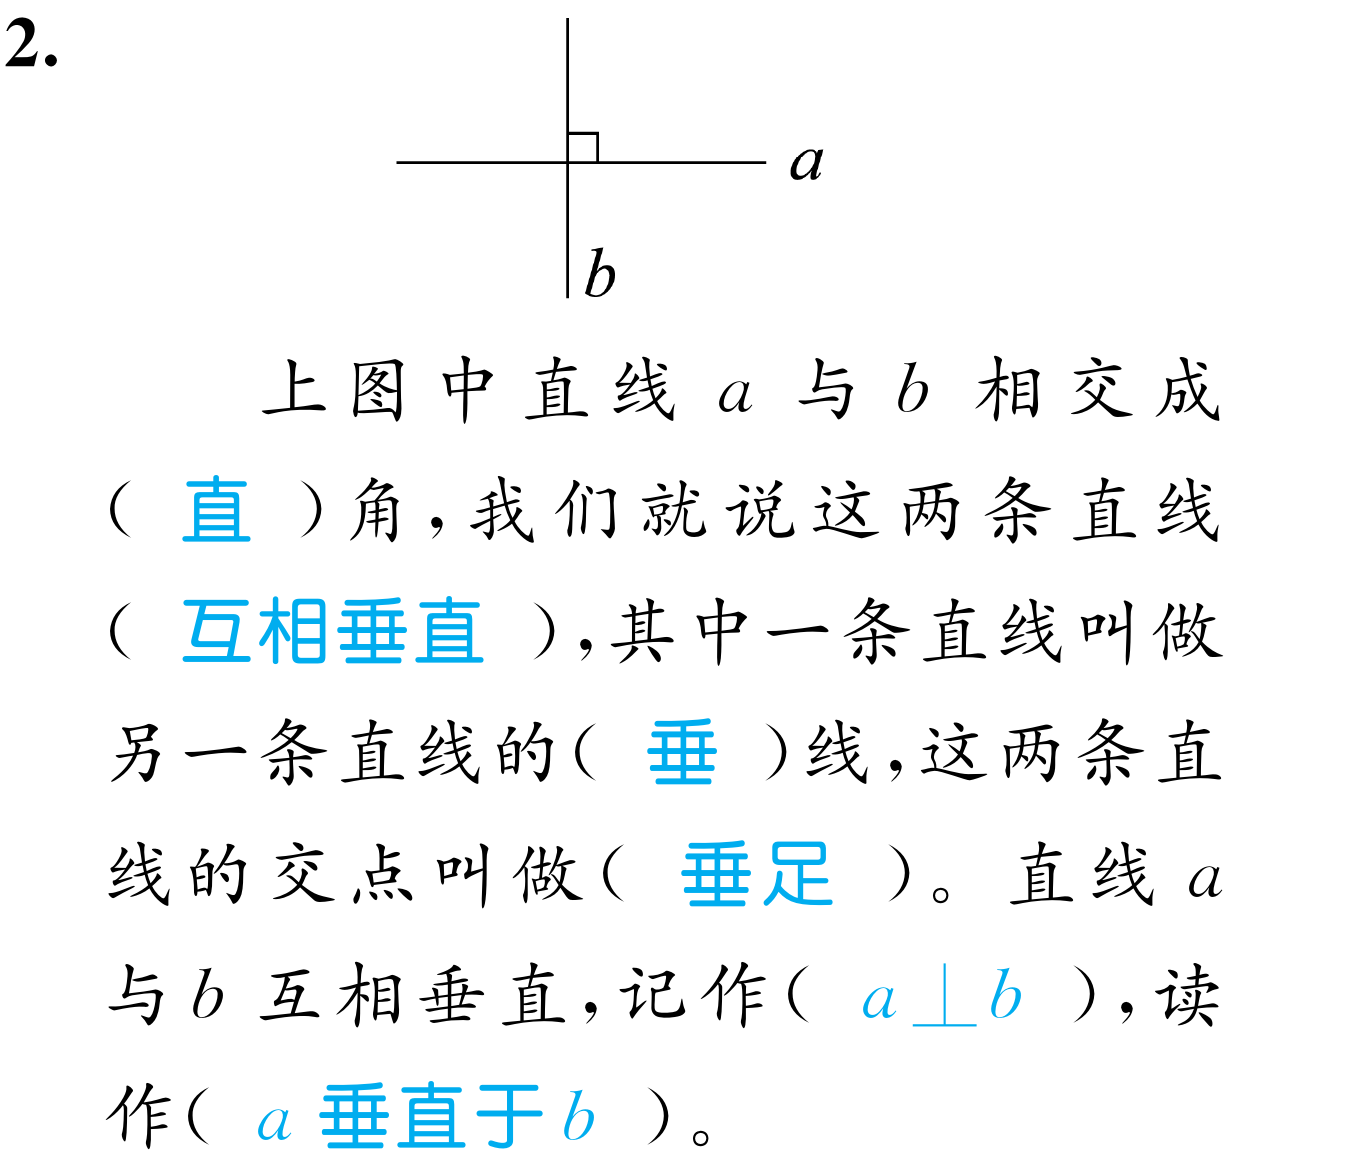 2.
a
b
上图中直线 a 与 b 相交成
（ 直 ）角，我们就说这两条直线
（ 互相垂直 ），其中一条直线叫做
另一条直线的（ 垂 ）线，这两条直
线的交点叫做（ 垂足 ）。直线 a
与 b 互相垂直，记作（ a⊥b ），读
作（ a 垂直于 b ）。